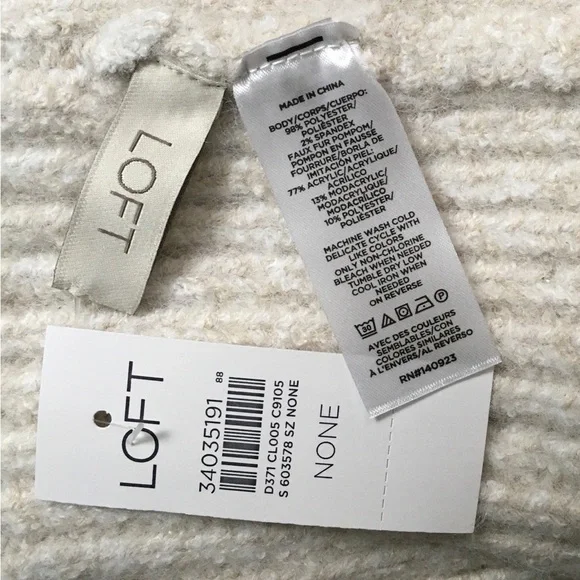 LOFT
MADE IN CHINA
BODY/CORPS/CUERPO:
98% POLYESTER/
POLIÉSTER
2% SPANDEX
FAUX FUR POMPOM/
POMPON EN FAUSSE
FOURRURE/BORLA DE
IMITACIÓN PIEL:
77% ACRYLIC/ACRYLIQUE/
ACRÍLICO
13% MODACRYLIC/
MODACRYLIQUE/
MODACRÍLICO
10% POLYESTER/
POLIÉSTER
MACHINE WASH COLD
DELICATE CYCLE WITH
LIKE COLORS
ONLY NON-CHLORINE
BLEACH WHEN NEEDED
TUMBLE DRY LOW
COOL IRON WHEN
NEEDED
ON REVERSE
30
AVEC DES COULEURS
SEMBLABLES/CON
COLORES SIMILARES
À L'ENVERS/AL REVERSO
RN#140923
LOFT
34035191 88
D371 CL005 C9105
S 603578 SZ NONE
NONE